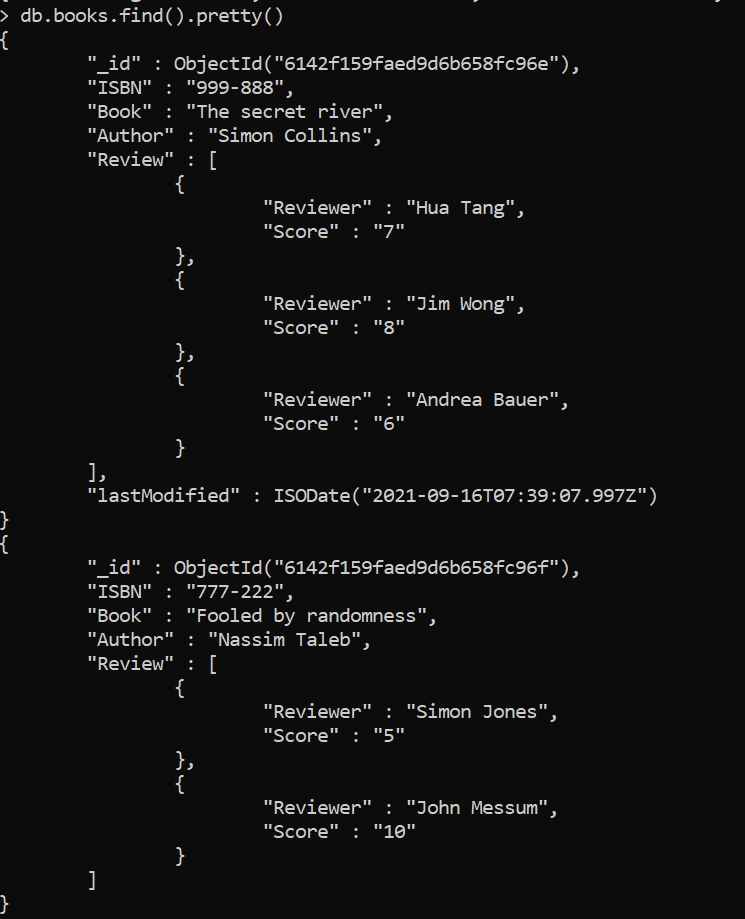 > db.books.find().pretty()
{
        "_id" : ObjectId("6142f159faed9d6b658fc96e"),
        "ISBN" : "999-888",
        "Book" : "The secret river",
        "Author" : "Simon Collins",
        "Review" : [
                {
                        "Reviewer" : "Hua Tang",
                        "Score" : "7"
                },
                {
                        "Reviewer" : "Jim Wong",
                        "Score" : "8"
                },
                {
                        "Reviewer" : "Andrea Bauer",
                        "Score" : "6"
                }
        ],
        "lastModified" : ISODate("2021-09-16T07:39:07.997Z")
}
{
        "_id" : ObjectId("6142f159faed9d6b658fc96f"),
        "ISBN" : "777-222",
        "Book" : "Fooled by randomness",
        "Author" : "Nassim Taleb",
        "Review" : [
                {
                        "Reviewer" : "Simon Jones",
                        "Score" : "5"
                },
                {
                        "Reviewer" : "John Messum",
                        "Score" : "10"
                }
        ]
}